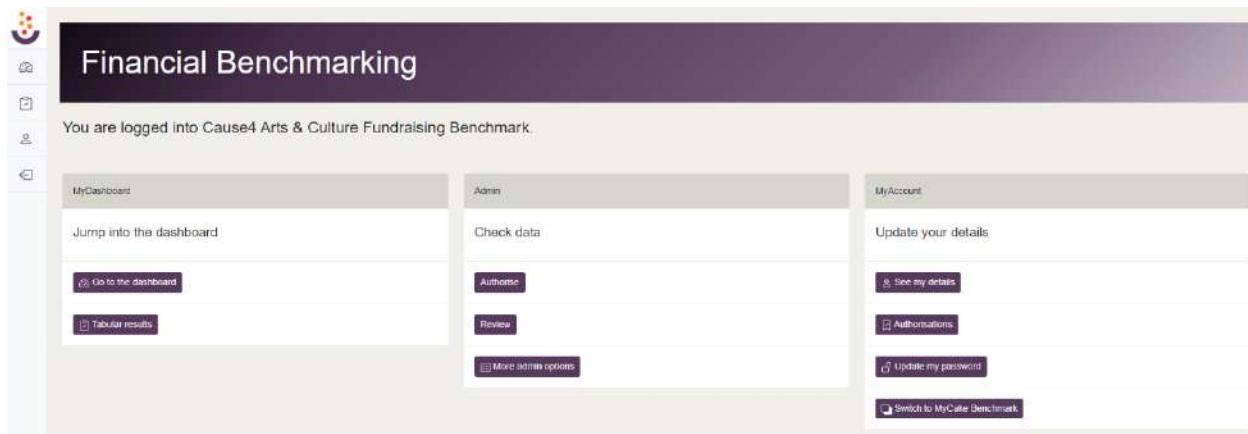 Financial Benchmarking
You are logged into Cause4 Arts & Culture Fundraising Benchmark.
MyDashboard
Jump into the dashboard
Go to the dashboard
Tabular results
Admin
Check data
Authorise
Review
More admin options
MyAccount
Update your details
See my details
Authorisations
Update my password
Switch to MyCake Benchmark